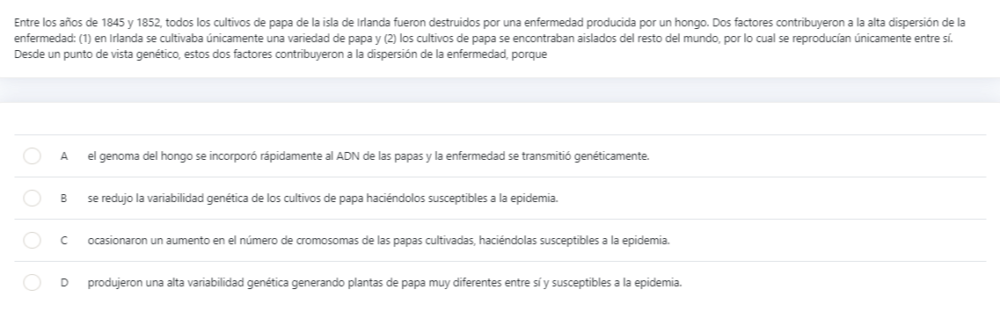 Entre los años de 1845 y 1852, todos los cultivos de papa de la isla de Irlanda fueron destruidos por una enfermedad producida por un hongo. Dos factores contribuyeron a la alta dispersión de la
enfermedad: (1) en Irlanda se cultivaba únicamente una variedad de papa y (2) los cultivos de papa se encontraban aislados del resto del mundo, por lo cual se reproducían únicamente entre sí.
Desde un punto de vista genético, estos dos factores contribuyeron a la dispersión de la enfermedad, porque
A el genoma del hongo se incorporó rápidamente al ADN de las papas y la enfermedad se transmitió genéticamente.
B se redujo la variabilidad genética de los cultivos de papa haciéndolos susceptibles a la epidemia.
C ocasionaron un aumento en el número de cromosomas de las papas cultivadas, haciéndolas susceptibles a la epidemia.
D produjeron una alta variabilidad genética generando plantas de papa muy diferentes entre sí y susceptibles a la epidemia.